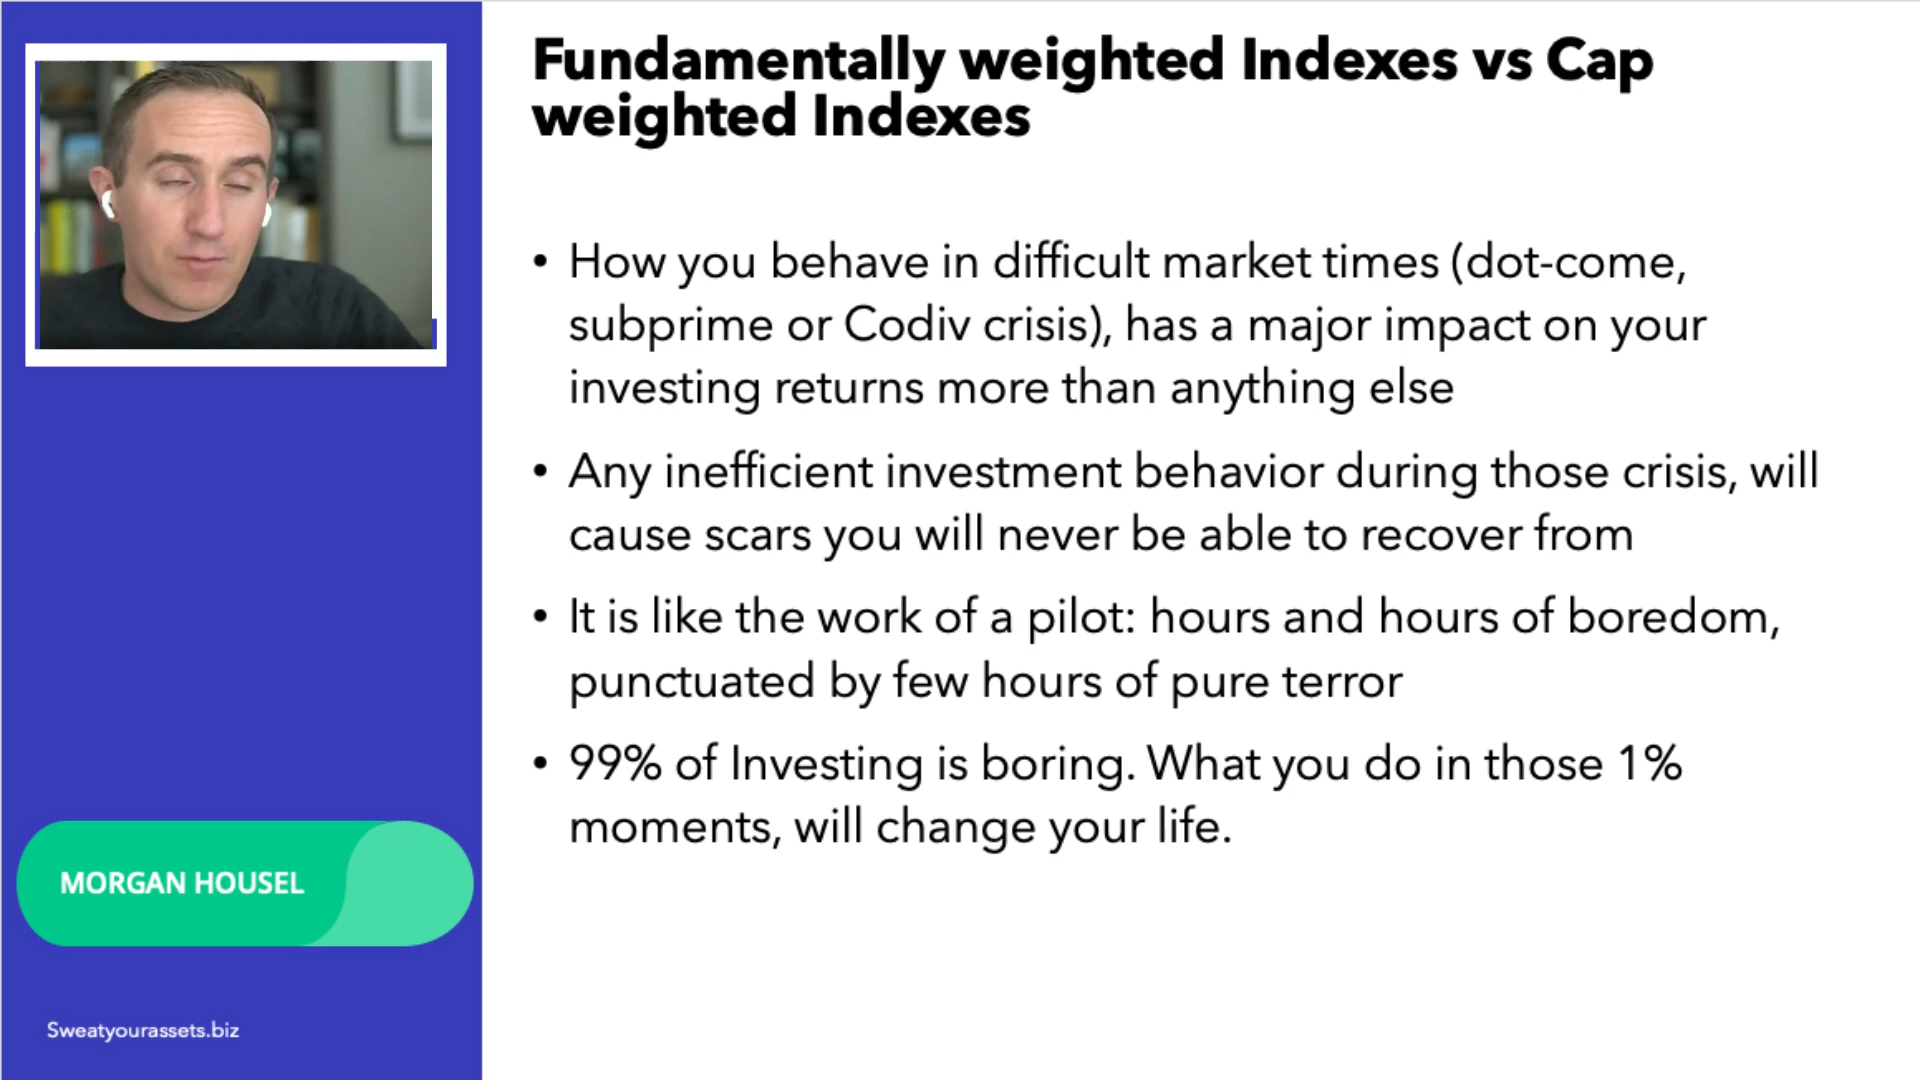 Fundamentally weighted Indexes vs Cap
weighted Indexes
• How you behave in difficult market times (dot-come,
subprime or Codiv crisis), has a major impact on your
investing returns more than anything else
• Any inefficient investment behavior during those crisis, will
cause scars you will never be able to recover from
• It is like the work of a pilot: hours and hours of boredom,
punctuated by few hours of pure terror
• 99% of Investing is boring. What you do in those 1%
moments, will change your life.
MORGAN HOUSEL
Sweatyourassets.biz